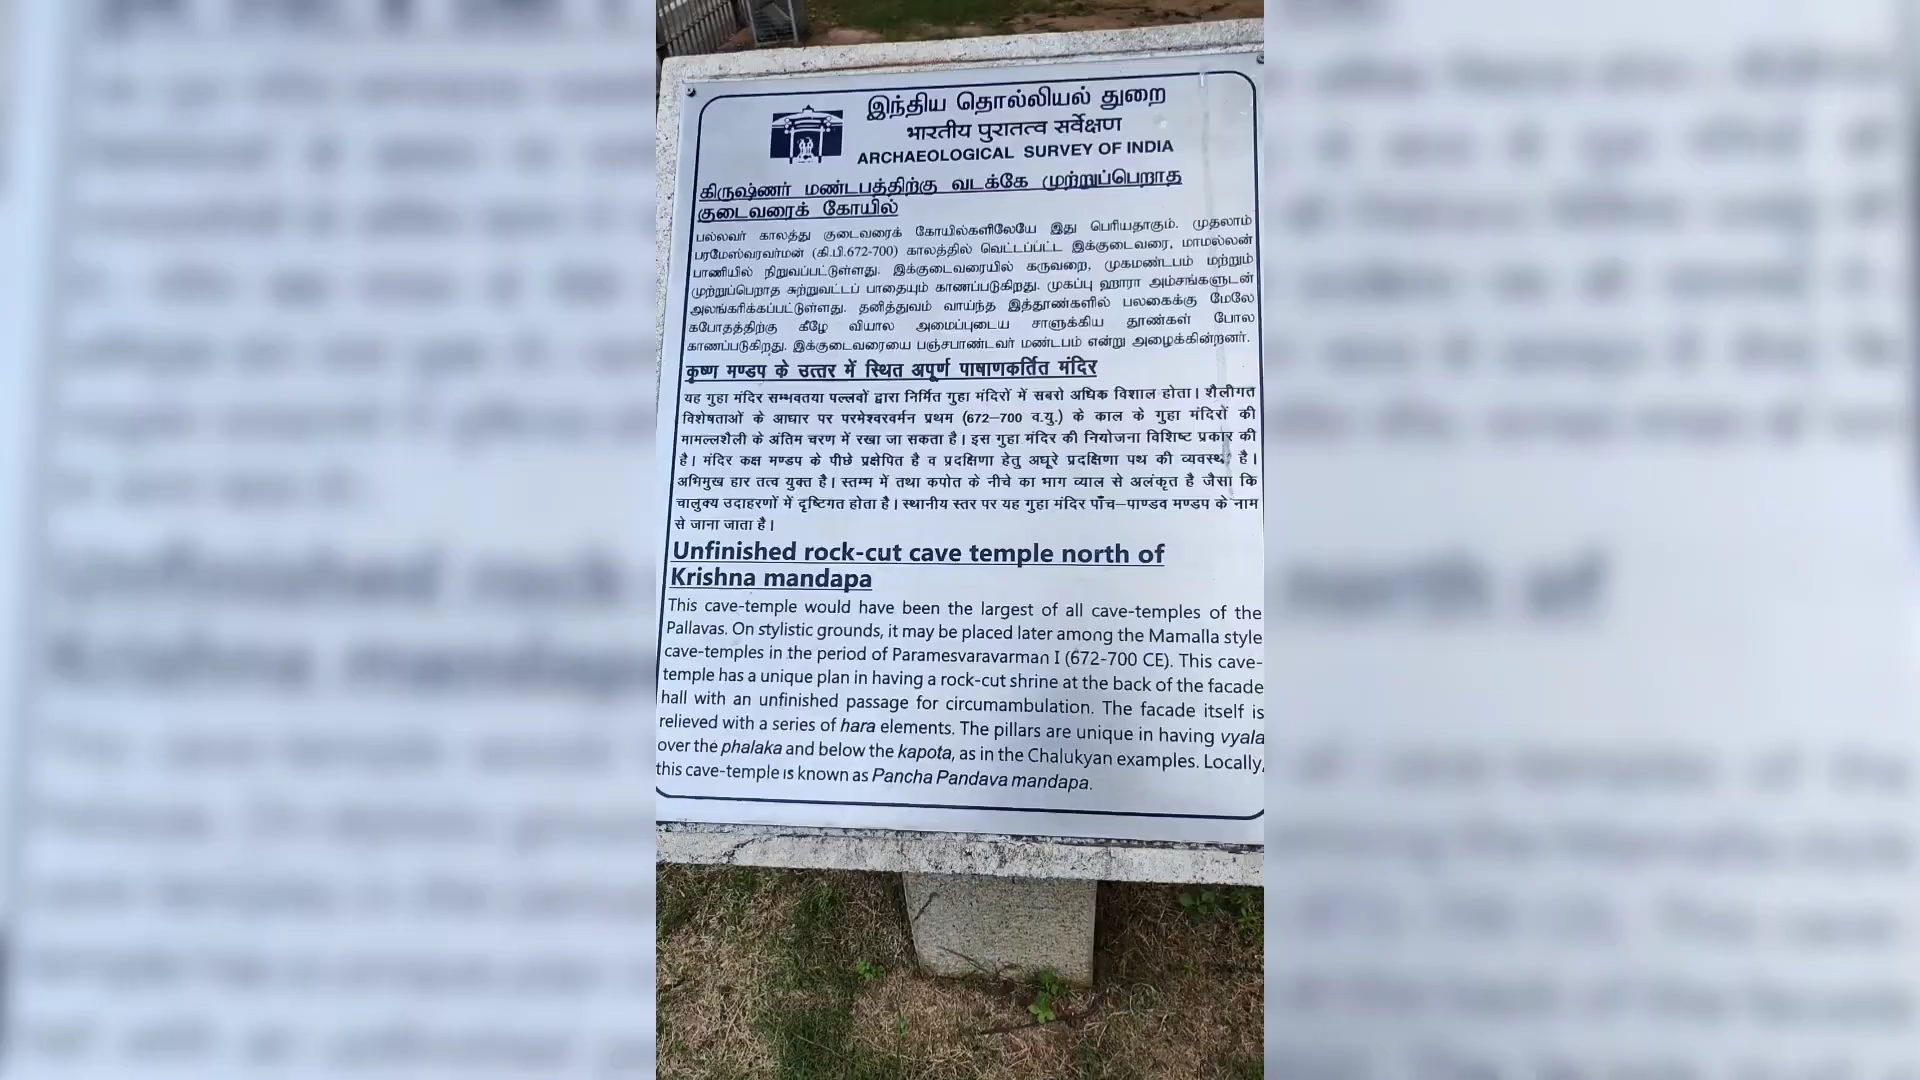 இந்திய தொல்லியல் துறை
भारतीय पुरातत्व सर्वेक्षण
ARCHAEOLOGICAL SURVEY OF INDIA
கிருஷ்ணர் மண்டபத்திற்கு வடக்கே முற்றுப்பெறாத
குடைவரைக் கோயில்
பல்லவர் காலத்து குடைவரைக் கோயில்களிலேயே இது பெரியதாகும். முதலாம்
பரமேஸ்வரவர்மன் (கி.பி.672-700) காலத்தில் வெட்டப்பட்ட இக்குடைவரை, மாமல்லன்
பாணியில் நிறுவப்பட்டுள்ளது. இக்குடைவரையில் கருவறை, முகமண்டபம் மற்றும்
முற்றுப்பெறாத சுற்றுவட்டப் பாதையும் காணப்படுகிறது. முகப்பு ஹாரா அம்சங்களுடன்
அலங்கரிக்கப்பட்டுள்ளது. தனித்துவம் வாய்ந்த இத்தூண்களில் பலகைக்கு மேலே
கபோதத்திற்கு கீழே வியால அமைப்புடைய சாளுக்கிய தூண்கள் போல
காணப்படுகிறது. இக்குடைவரையை பஞ்சபாண்டவர் மண்டபம் என்று அழைக்கின்றனர்.
कृष्ण मण्डप के उत्तर में स्थित अपूर्ण पाषाणकर्तित मंदिर
यह गुहा मंदिर सम्भवतया पल्लवों द्वारा निर्मित गुहा मंदिरों में सबरो अधिक विशाल होता। शैलीगत
विशेषताओं के आधार पर परमेश्वरवर्मन प्रथम (672–700 व.यु.) के काल के गुहा मंदिरों की
मामल्लशैली के अंतिम चरण में रखा जा सकता है। इस गुहा मंदिर की नियोजना विशिष्ट प्रकार की
है। मंदिर कक्ष मण्डप के पीछे प्रक्षेपित है व प्रदक्षिणा हेतु अधूरे प्रदक्षिणा पथ की व्यवस्था है।
अभिमुख हार तत्व युक्त है। स्तम्भ में तथा कपोत के नीचे का भाग व्याल से अलंकृत है जैसा कि
चालुक्य उदाहरणों में दृष्टिगत होता है। स्थानीय स्तर पर यह गुहा मंदिर पाँच–पाण्डव मण्डप के नाम
से जाना जाता है।
Unfinished rock-cut cave temple north of
Krishna mandapa
This cave-temple would have been the largest of all cave-temples of the
Pallavas. On stylistic grounds, it may be placed later among the Mamalla style
cave-temples in the period of Paramesvaravarman I (672-700 CE). This cave-
temple has a unique plan in having a rock-cut shrine at the back of the facade
hall with an unfinished passage for circumambulation. The facade itself is
relieved with a series of hara elements. The pillars are unique in having vyala
over the phalaka and below the kapota, as in the Chalukyan examples. Locally,
this cave-temple is known as Pancha Pandava mandapa.